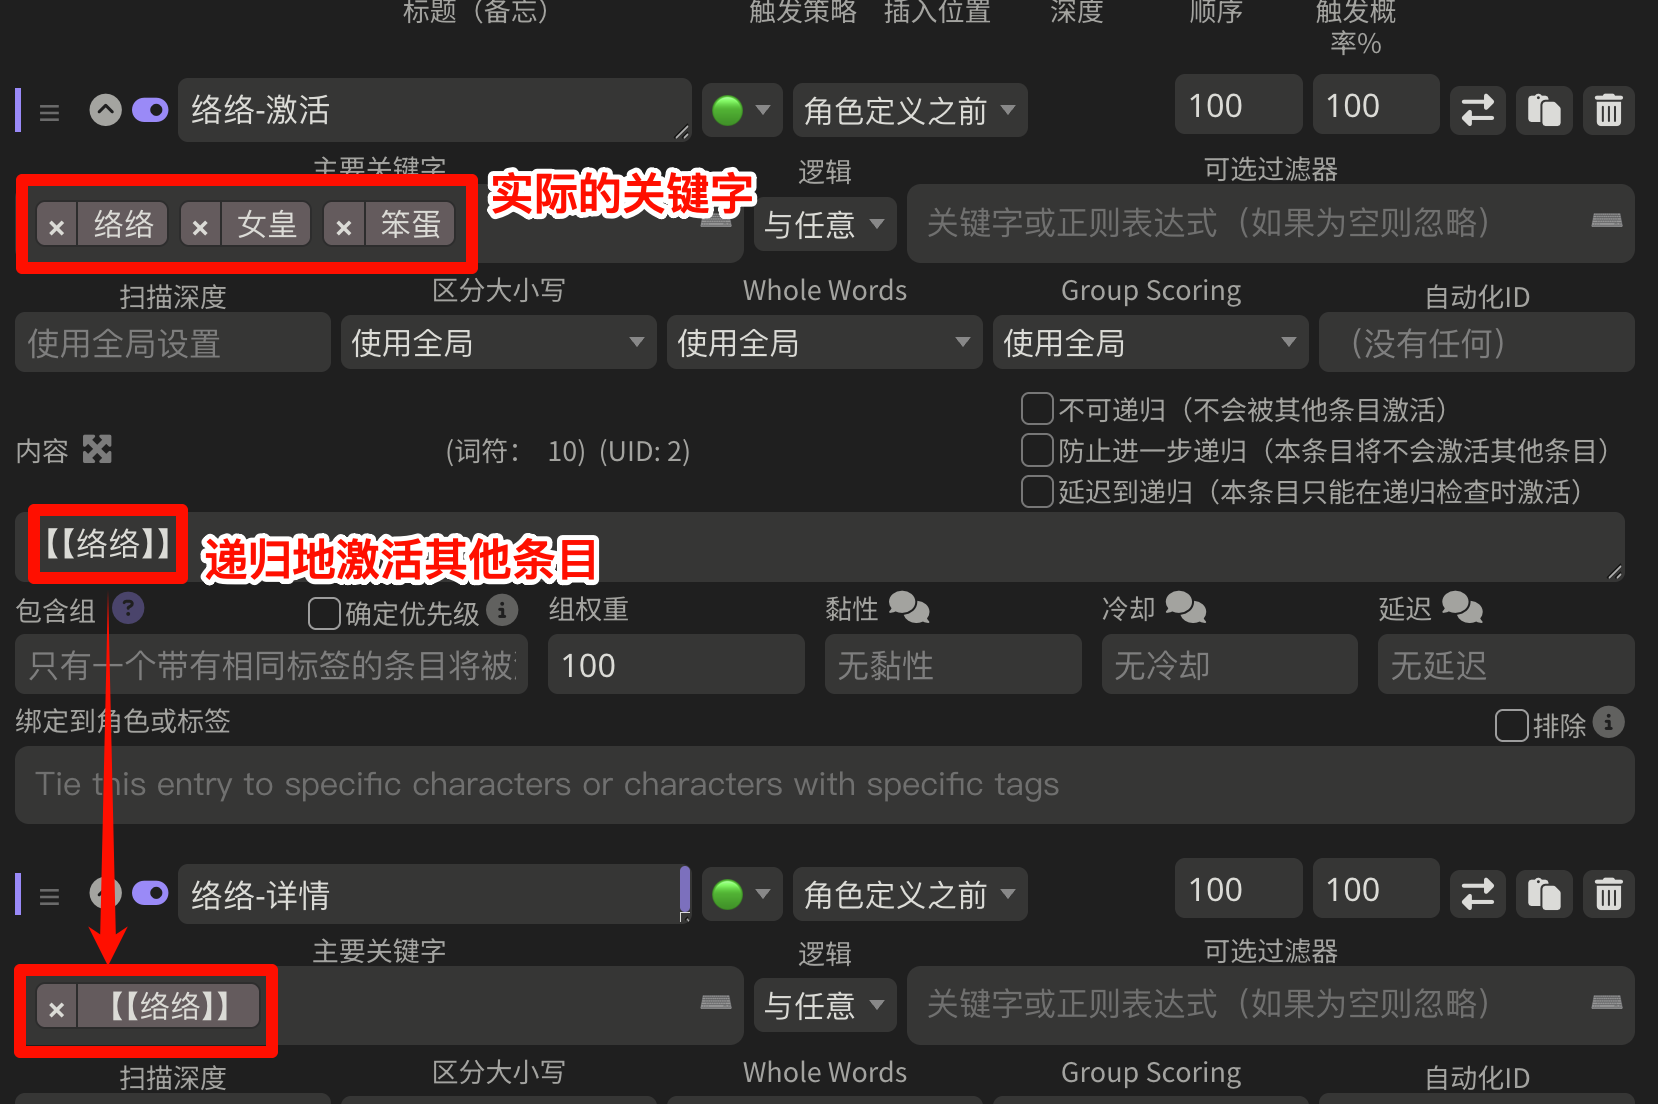 标题（备忘） 触发策略 插入位置 深度 顺序 触发概率%
络络-激活 角色定义之前 100 100
主要关键字 逻辑 可选过滤器
实际的关键字
× 络络 × 女皇 × 笨蛋 与任意 关键字或正则表达式（如果为空则忽略）
扫描深度 区分大小写 Whole Words Group Scoring 自动化ID
使用全局设置 使用全局 使用全局 使用全局 （没有任何）
不可递归（不会被其他条目激活）
内容 (词符： 10) (UID: 2) 防止进一步递归（本条目将不会激活其他条目）
延迟到递归（本条目只能在递归检查时激活）
【【络络】】 递归地激活其他条目
包含组 ? 确定优先级 i 组权重 黏性 冷却 延迟
只有一个带有相同标签的条目将被 100 无黏性 无冷却 无延迟
绑定到角色或标签 排除 i
Tie this entry to specific characters or characters with specific tags
络络-详情 角色定义之前 100 100
主要关键字 逻辑 可选过滤器
× 【【络络】】 与任意 关键字或正则表达式（如果为空则忽略）
扫描深度 区分大小写 Whole Words Group Scoring 自动化ID